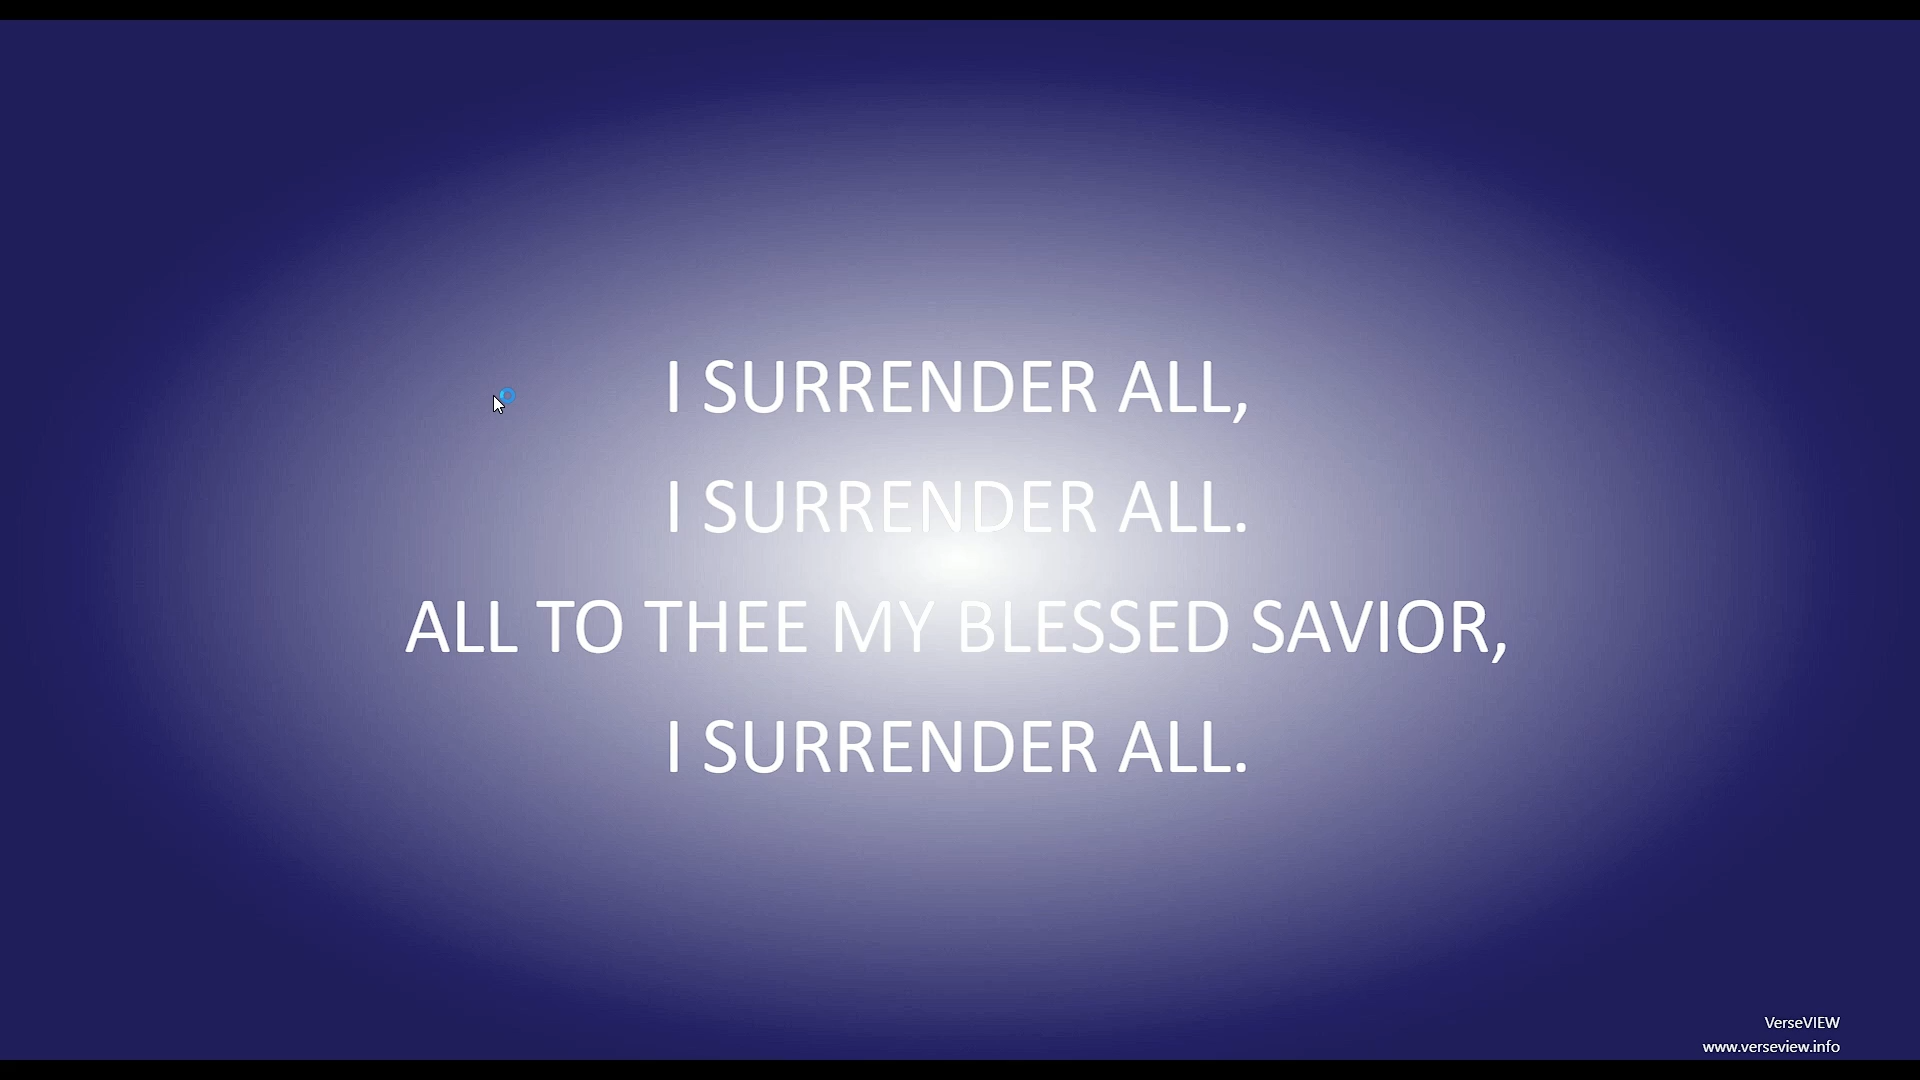 I SURRENDER ALL,
I SURRENDER ALL.
ALL TO THEE MY BLESSED SAVIOR,
I SURRENDER ALL.
VerseVIEW
www.verseview.info